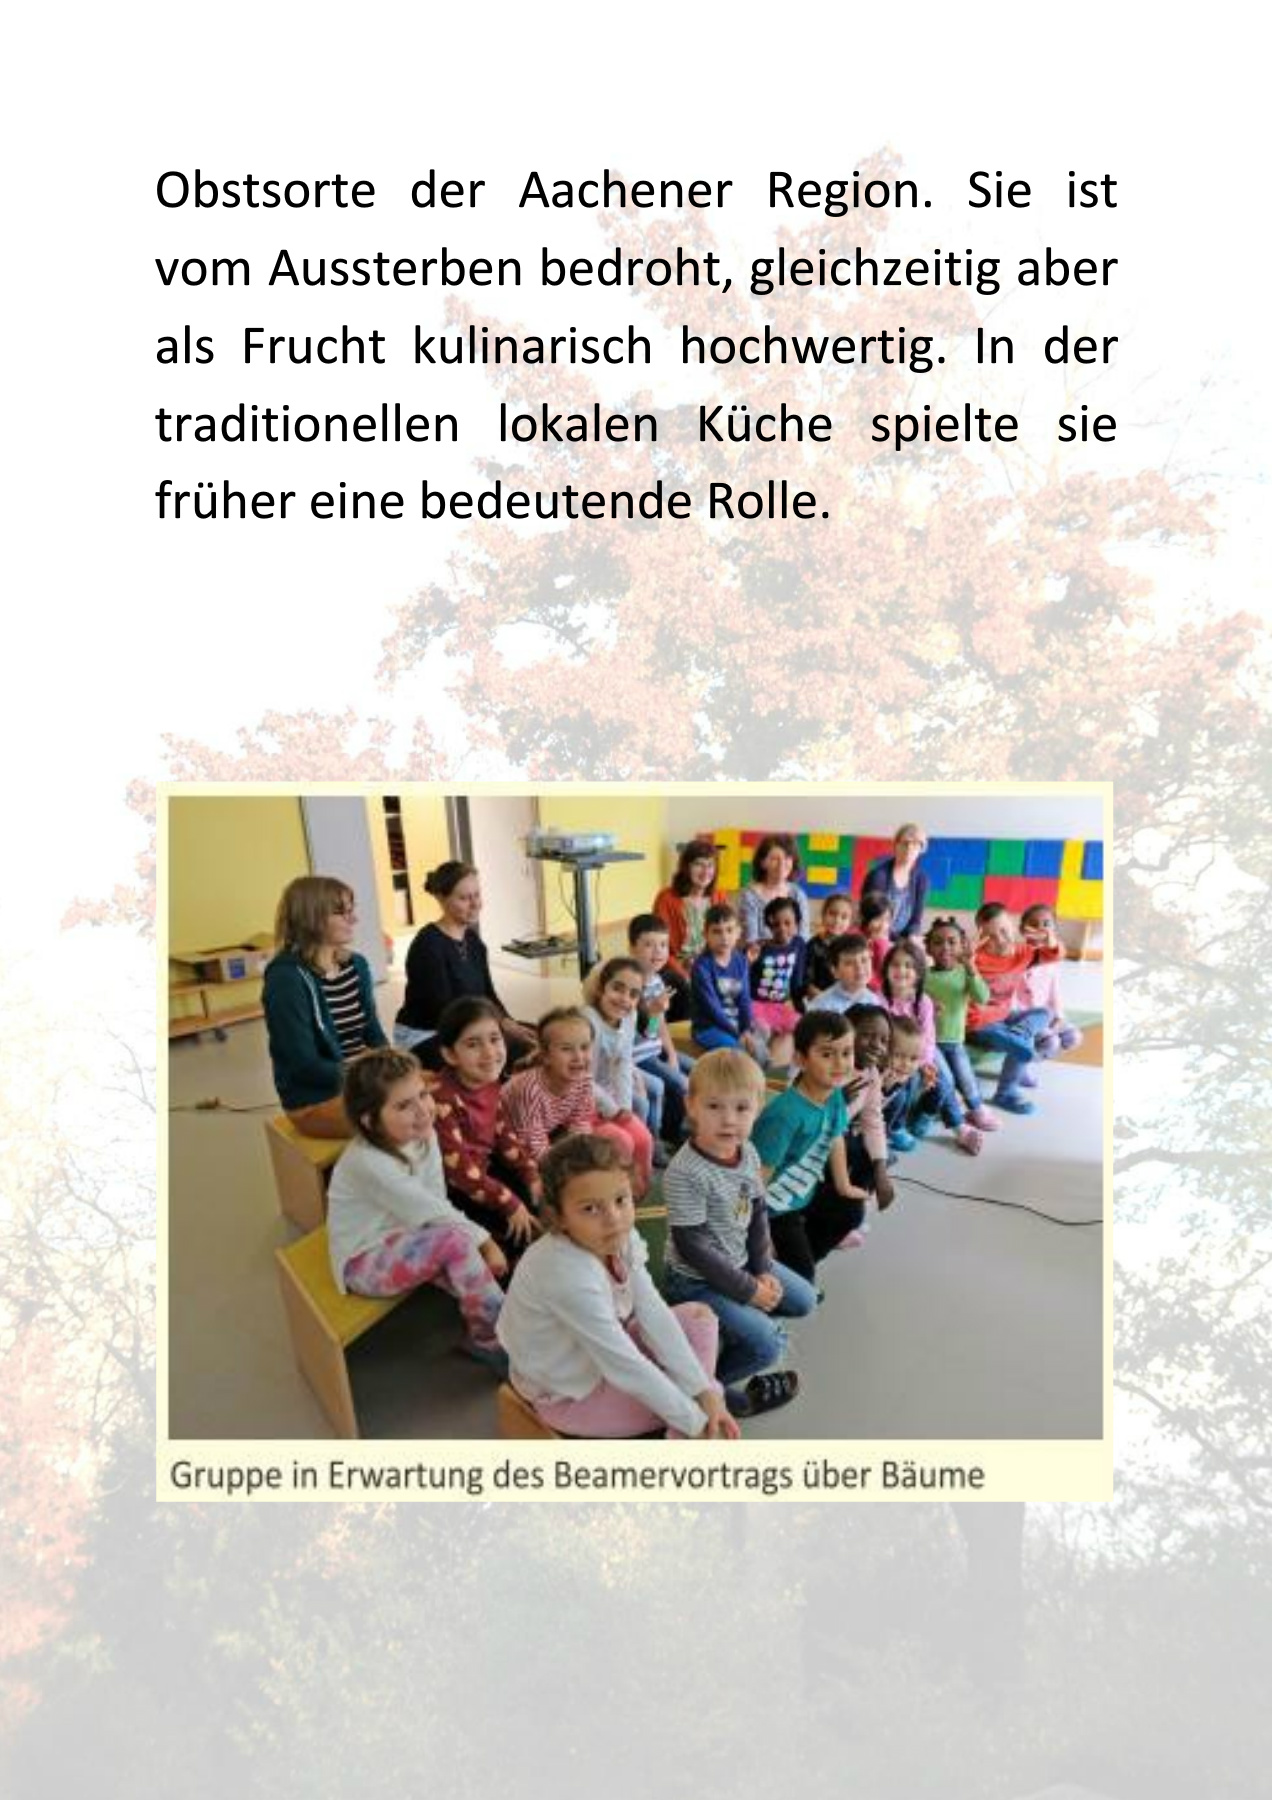 Obstsorte der Aachener Region. Sie ist
vom Aussterben bedroht, gleichzeitig aber
als Frucht kulinarisch hochwertig. In der
traditionellen lokalen Küche spielte sie
früher eine bedeutende Rolle.
Gruppe in Erwartung des Beamervortrags über Bäume